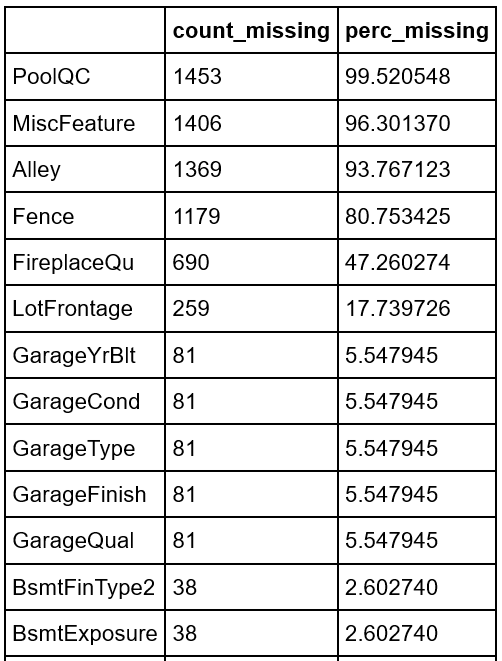 count_missing perc_missing
PoolQC 1453 99.520548
MiscFeature 1406 96.301370
Alley 1369 93.767123
Fence 1179 80.753425
FireplaceQu 690 47.260274
LotFrontage 259 17.739726
GarageYrBlt 81 5.547945
GarageCond 81 5.547945
GarageType 81 5.547945
GarageFinish 81 5.547945
GarageQual 81 5.547945
BsmtFinType2 38 2.602740
BsmtExposure 38 2.602740